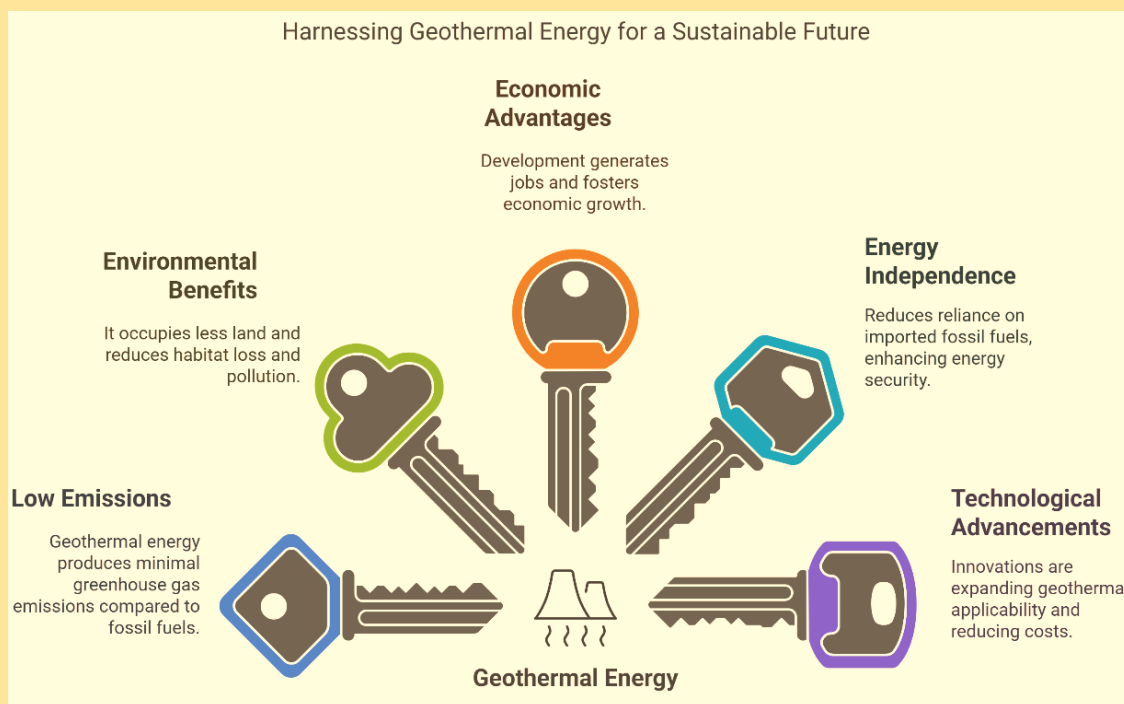 Harnessing Geothermal Energy for a Sustainable Future
Economic
Advantages
Development generates
jobs and fosters
economic growth.
Environmental
Benefits
It occupies less land and
reduces habitat loss and
pollution.
Energy
Independence
Reduces reliance on
imported fossil fuels,
enhancing energy
security.
Low Emissions
Geothermal energy
produces minimal
greenhouse gas
emissions compared to
fossil fuels.
Technological
Advancements
Innovations are
expanding geotherma
applicability and
reducing costs.
Geothermal Energy